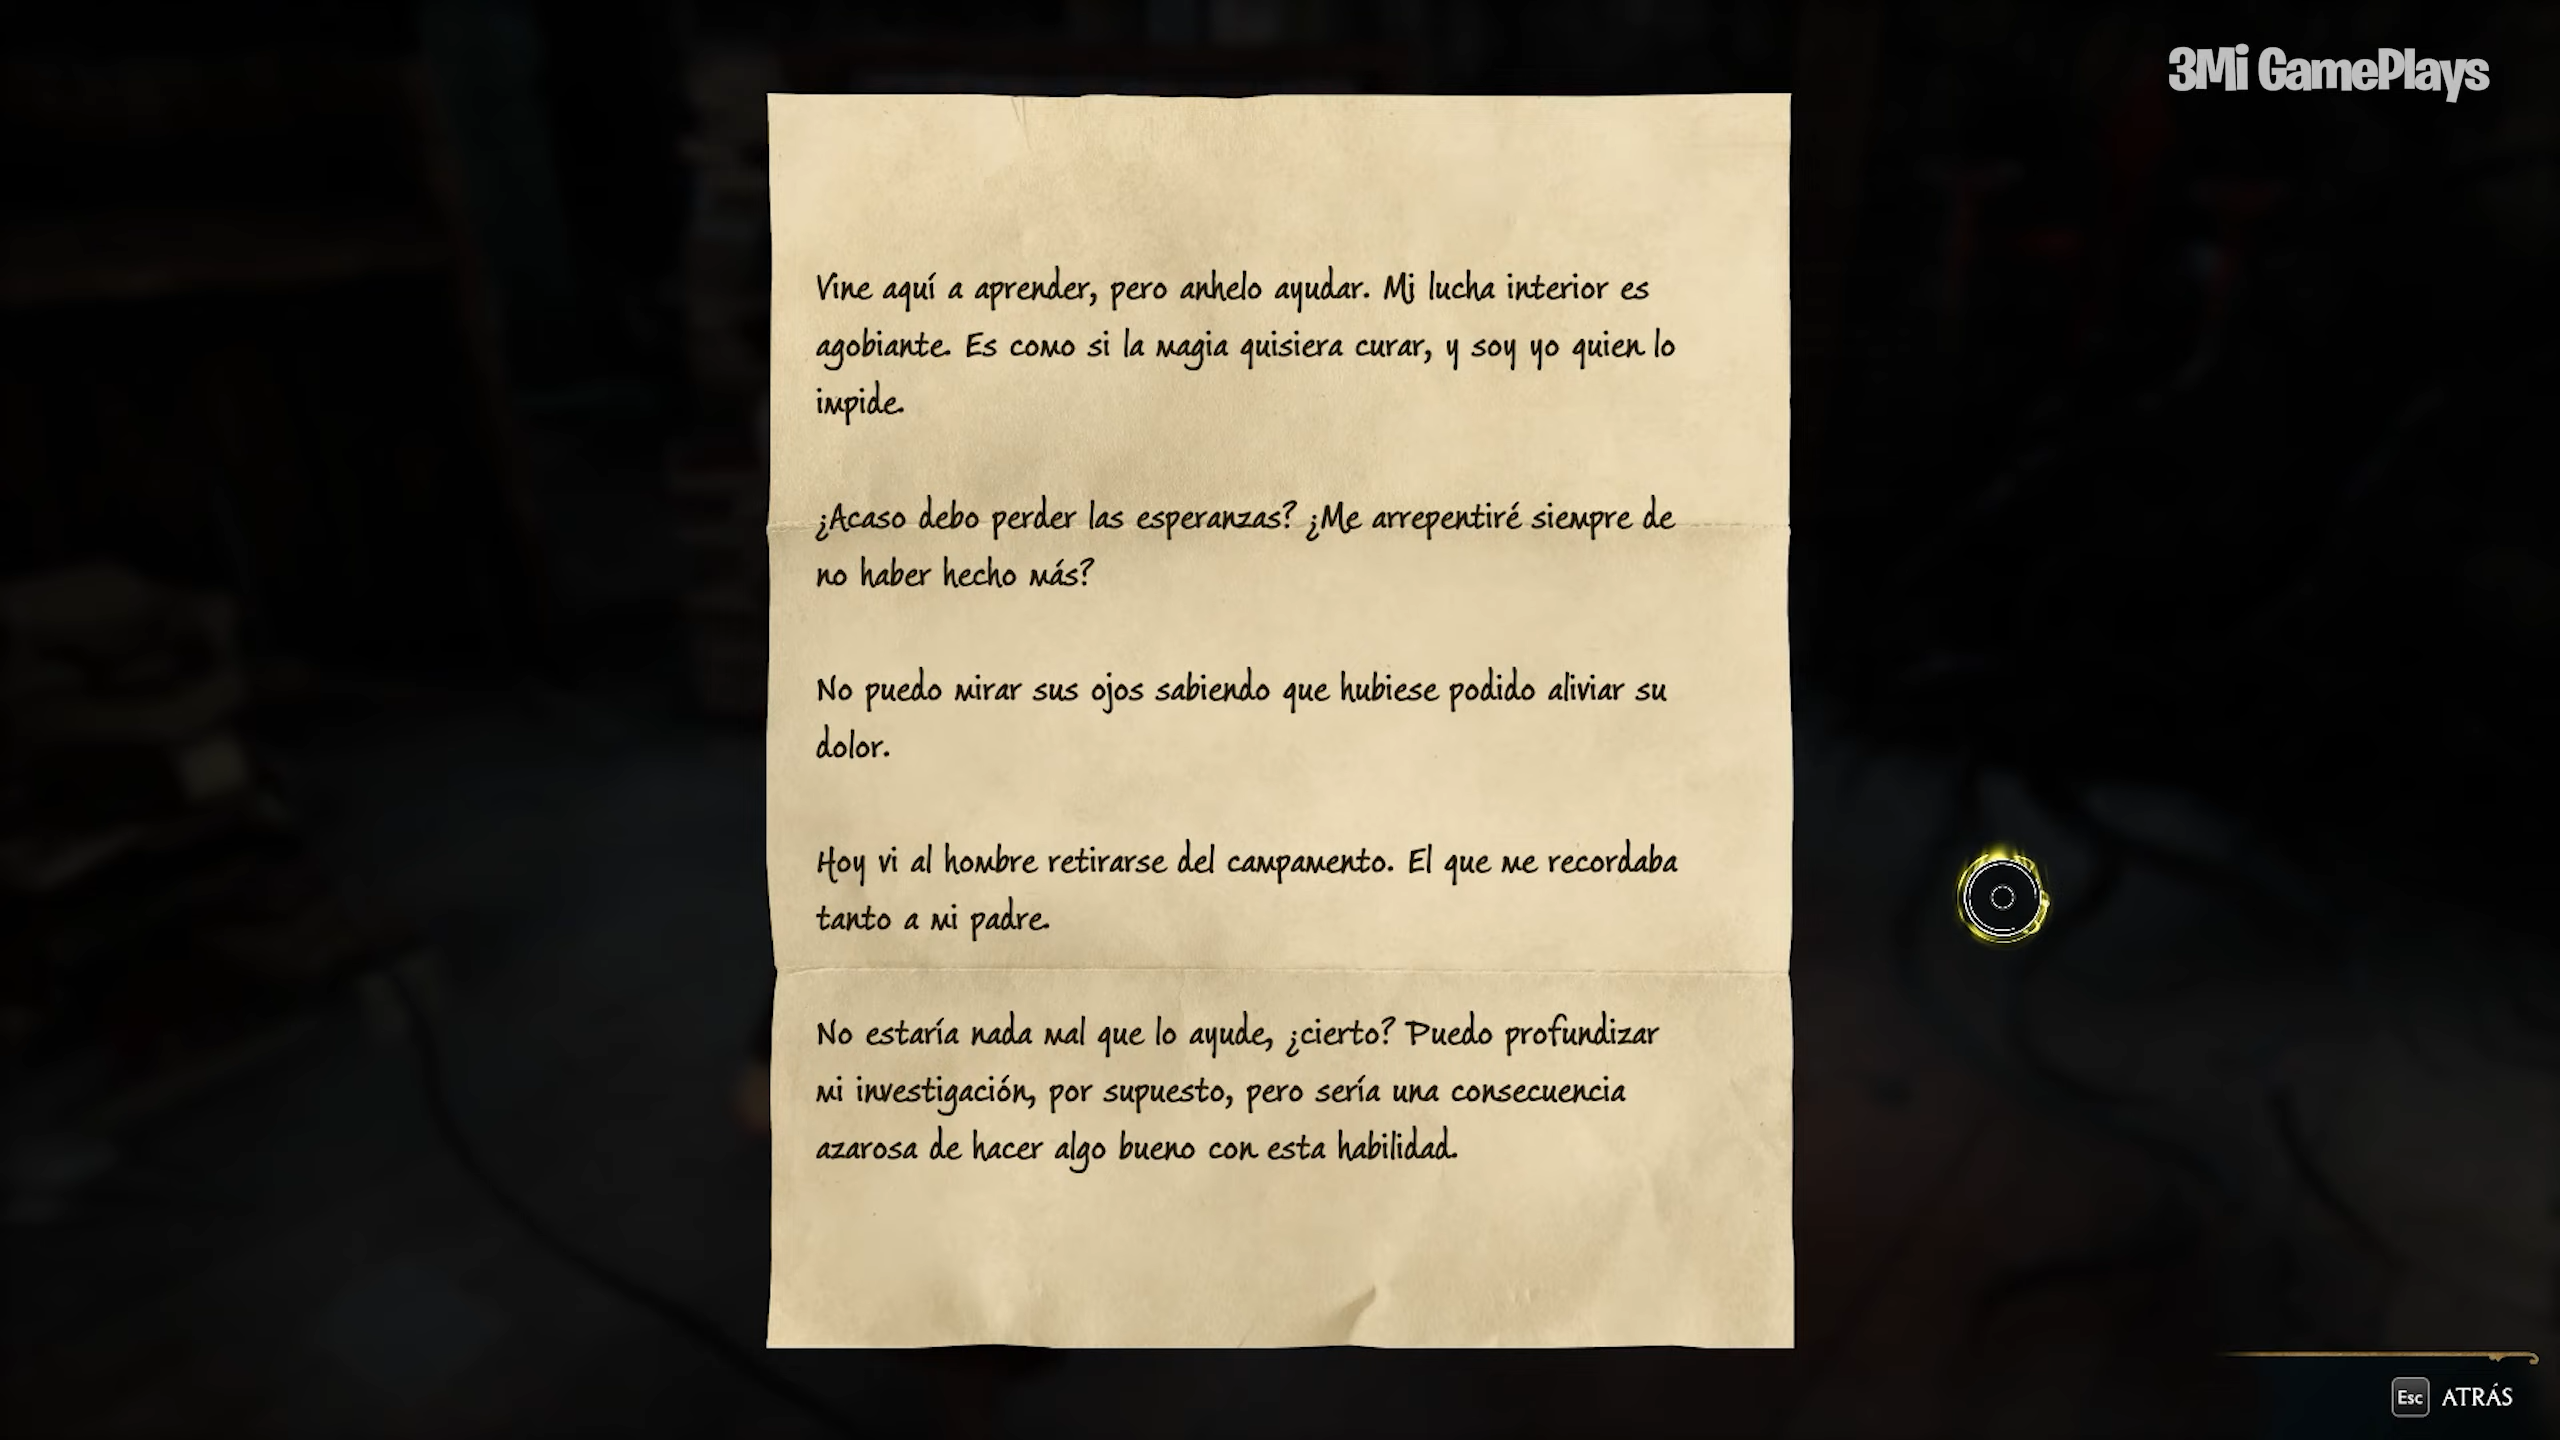 3Mi GamePlays
Vine aquí a aprender, pero anhelo ayudar. Mi lucha interior es
agobiante. Es como si la magia quisiera curar, y soy yo quien lo
impide.
¿Acaso debo perder las esperanzas? ¿Me arrepentiré siempre de
no haber hecho más?
No puedo mirar sus ojos sabiendo que hubiese podido aliviar su
dolor.
Hoy vi al hombre retirarse del campamento. El que me recordaba
tanto a mi padre.
No estaría nada mal que lo ayude, ¿cierto? Puedo profundizar
mi investigación, por supuesto, pero sería una consecuencia
azarosa de hacer algo bueno con esta habilidad.
Esc ATRÁS